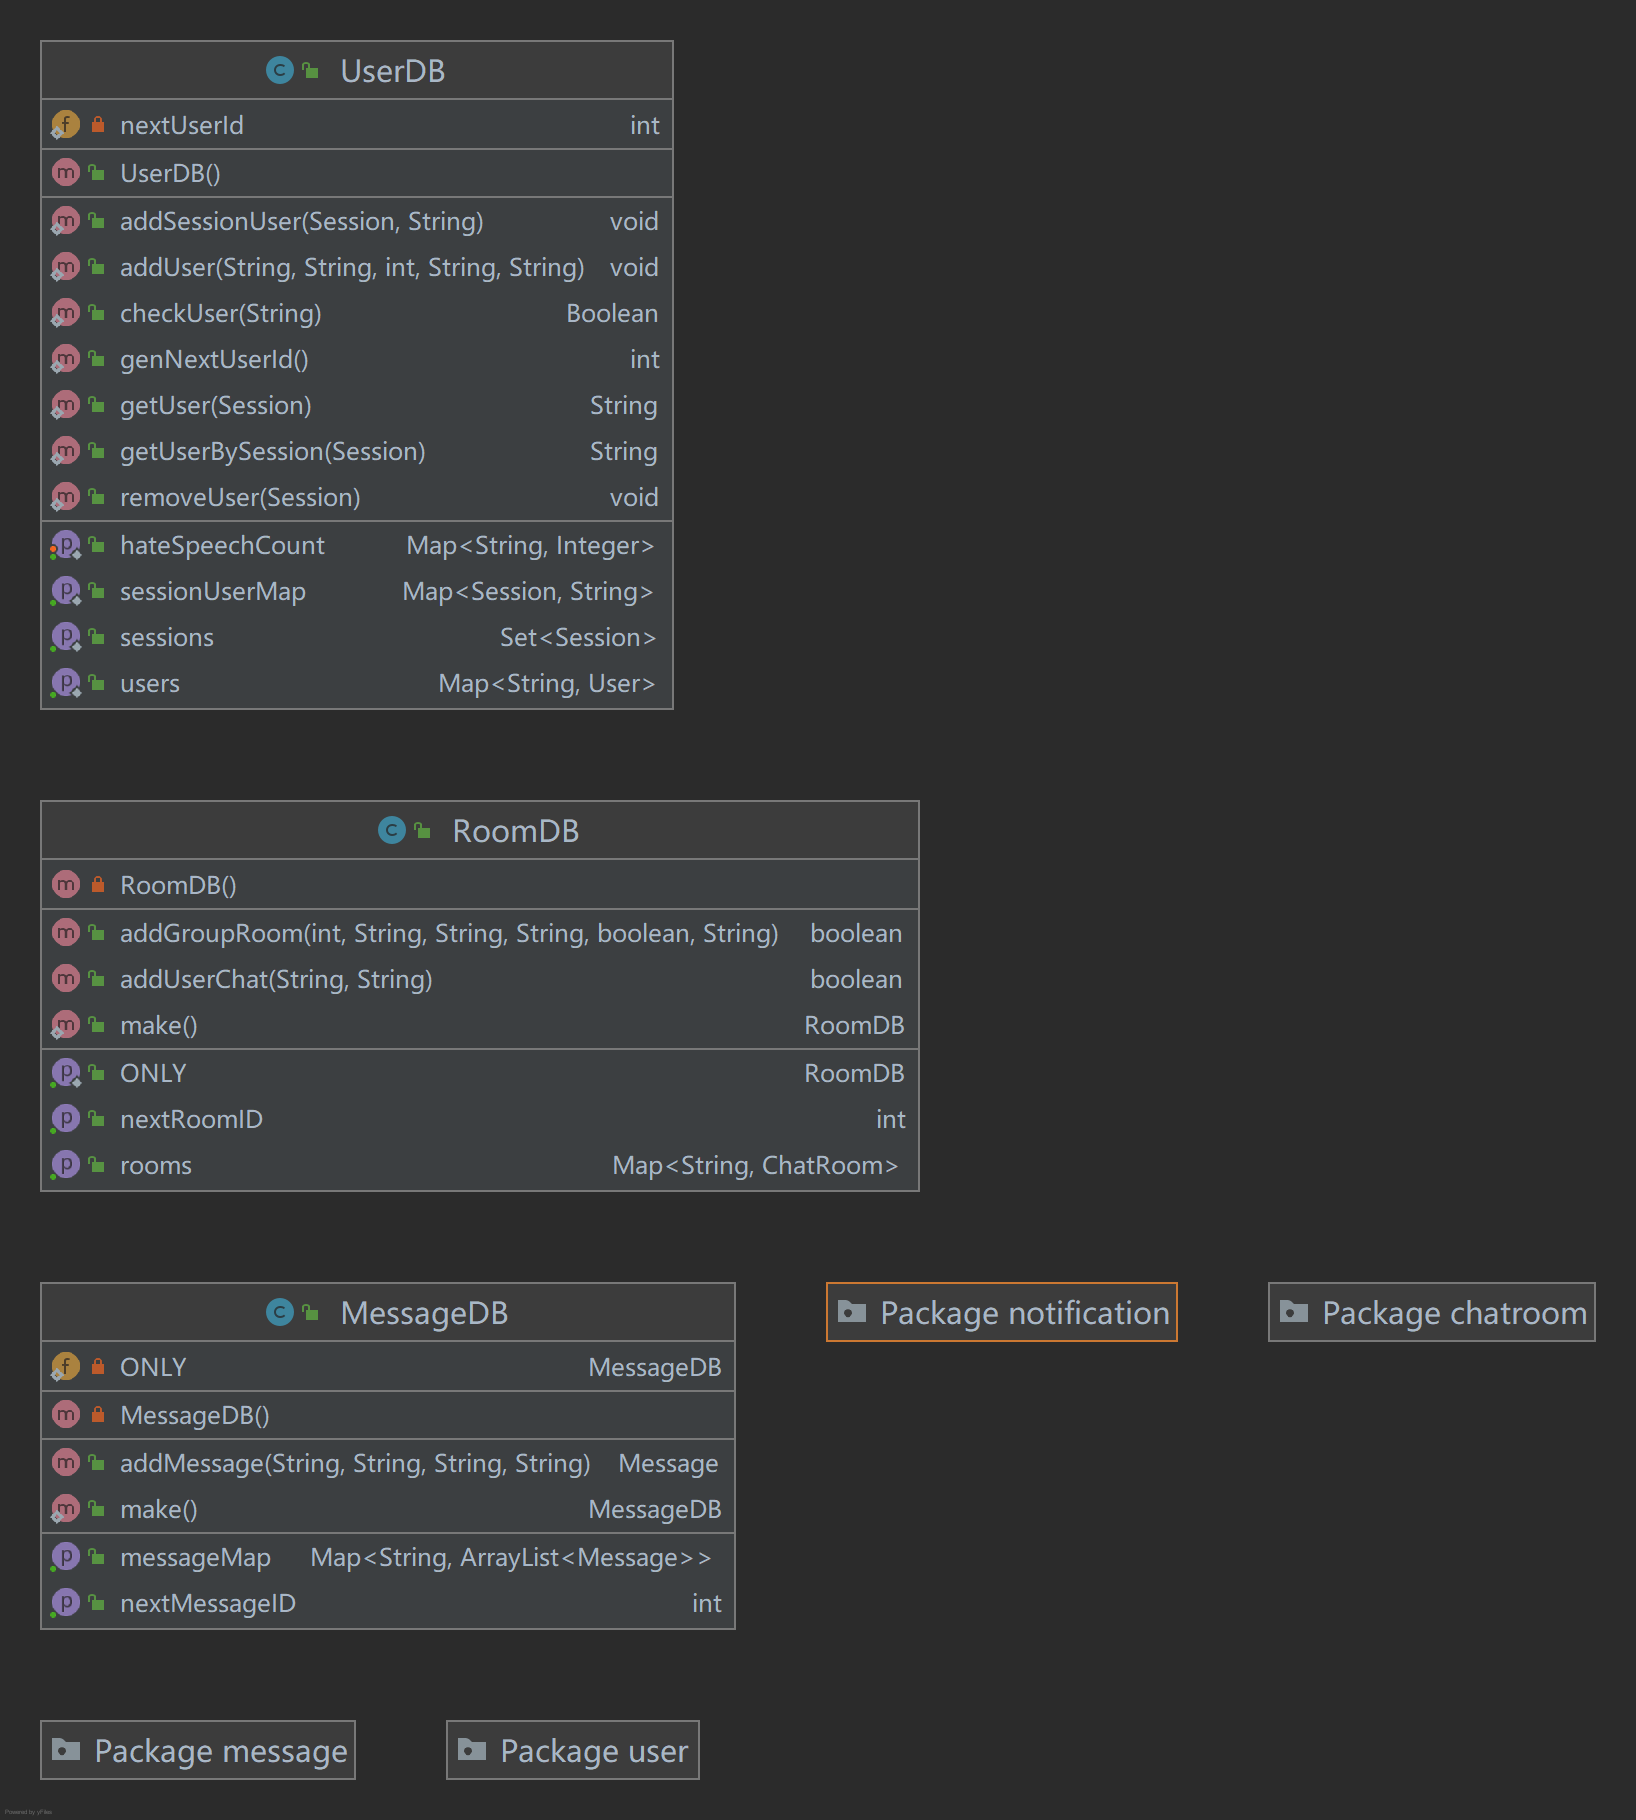 UserDB
nextUserId int
UserDB()
addSessionUser(Session, String) void
addUser(String, String, int, String, String) void
checkUser(String) Boolean
genNextUserId() int
getUser(Session) String
getUserBySession(Session) String
removeUser(Session) void
hateSpeechCount Map<String, Integer>
sessionUserMap Map<Session, String>
sessions Set<Session>
users Map<String, User>
RoomDB
RoomDB()
addGroupRoom(int, String, String, String, boolean, String) boolean
addUserChat(String, String) boolean
make() RoomDB
ONLY RoomDB
nextRoomID int
rooms Map<String, ChatRoom>
MessageDB
ONLY MessageDB
MessageDB()
addMessage(String, String, String, String) Message
make() MessageDB
messageMap Map<String, ArrayList<Message>>
nextMessageID int
Package notification
Package chatroom
Package message
Package user
Powered by yFiles